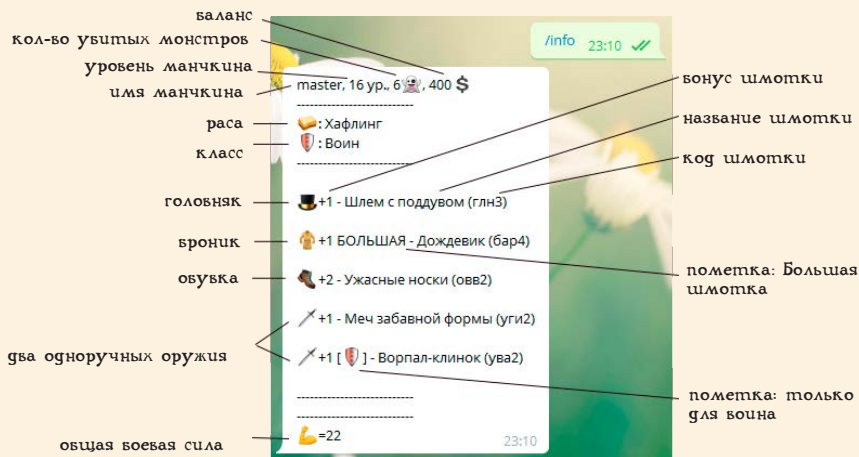 баланс
кол-во убитых монстров
уровень манчкина
имя манчкина
раса
класс
головняк
броник
обувка
два одноручных оружия
общая боевая сила
/info 23:10
master, 16 ур., 6👻, 400 $
----------------------------
: Хафлинг
: Воин
----------------------------
+1 - Шлем с поддувом (глн3)
+1 БОЛЬШАЯ - Дождевик (бар4)
+2 - Ужасные носки (овв2)
+1 - Меч забавной формы (уги2)
+1 [ ] - Ворпал-клинок (ува2)
----------------------------
----------------------------
=22
23:10
бонус шмотки
название шмотки
код шмотки
пометка: Большая
шмотка
пометка: только
для воина